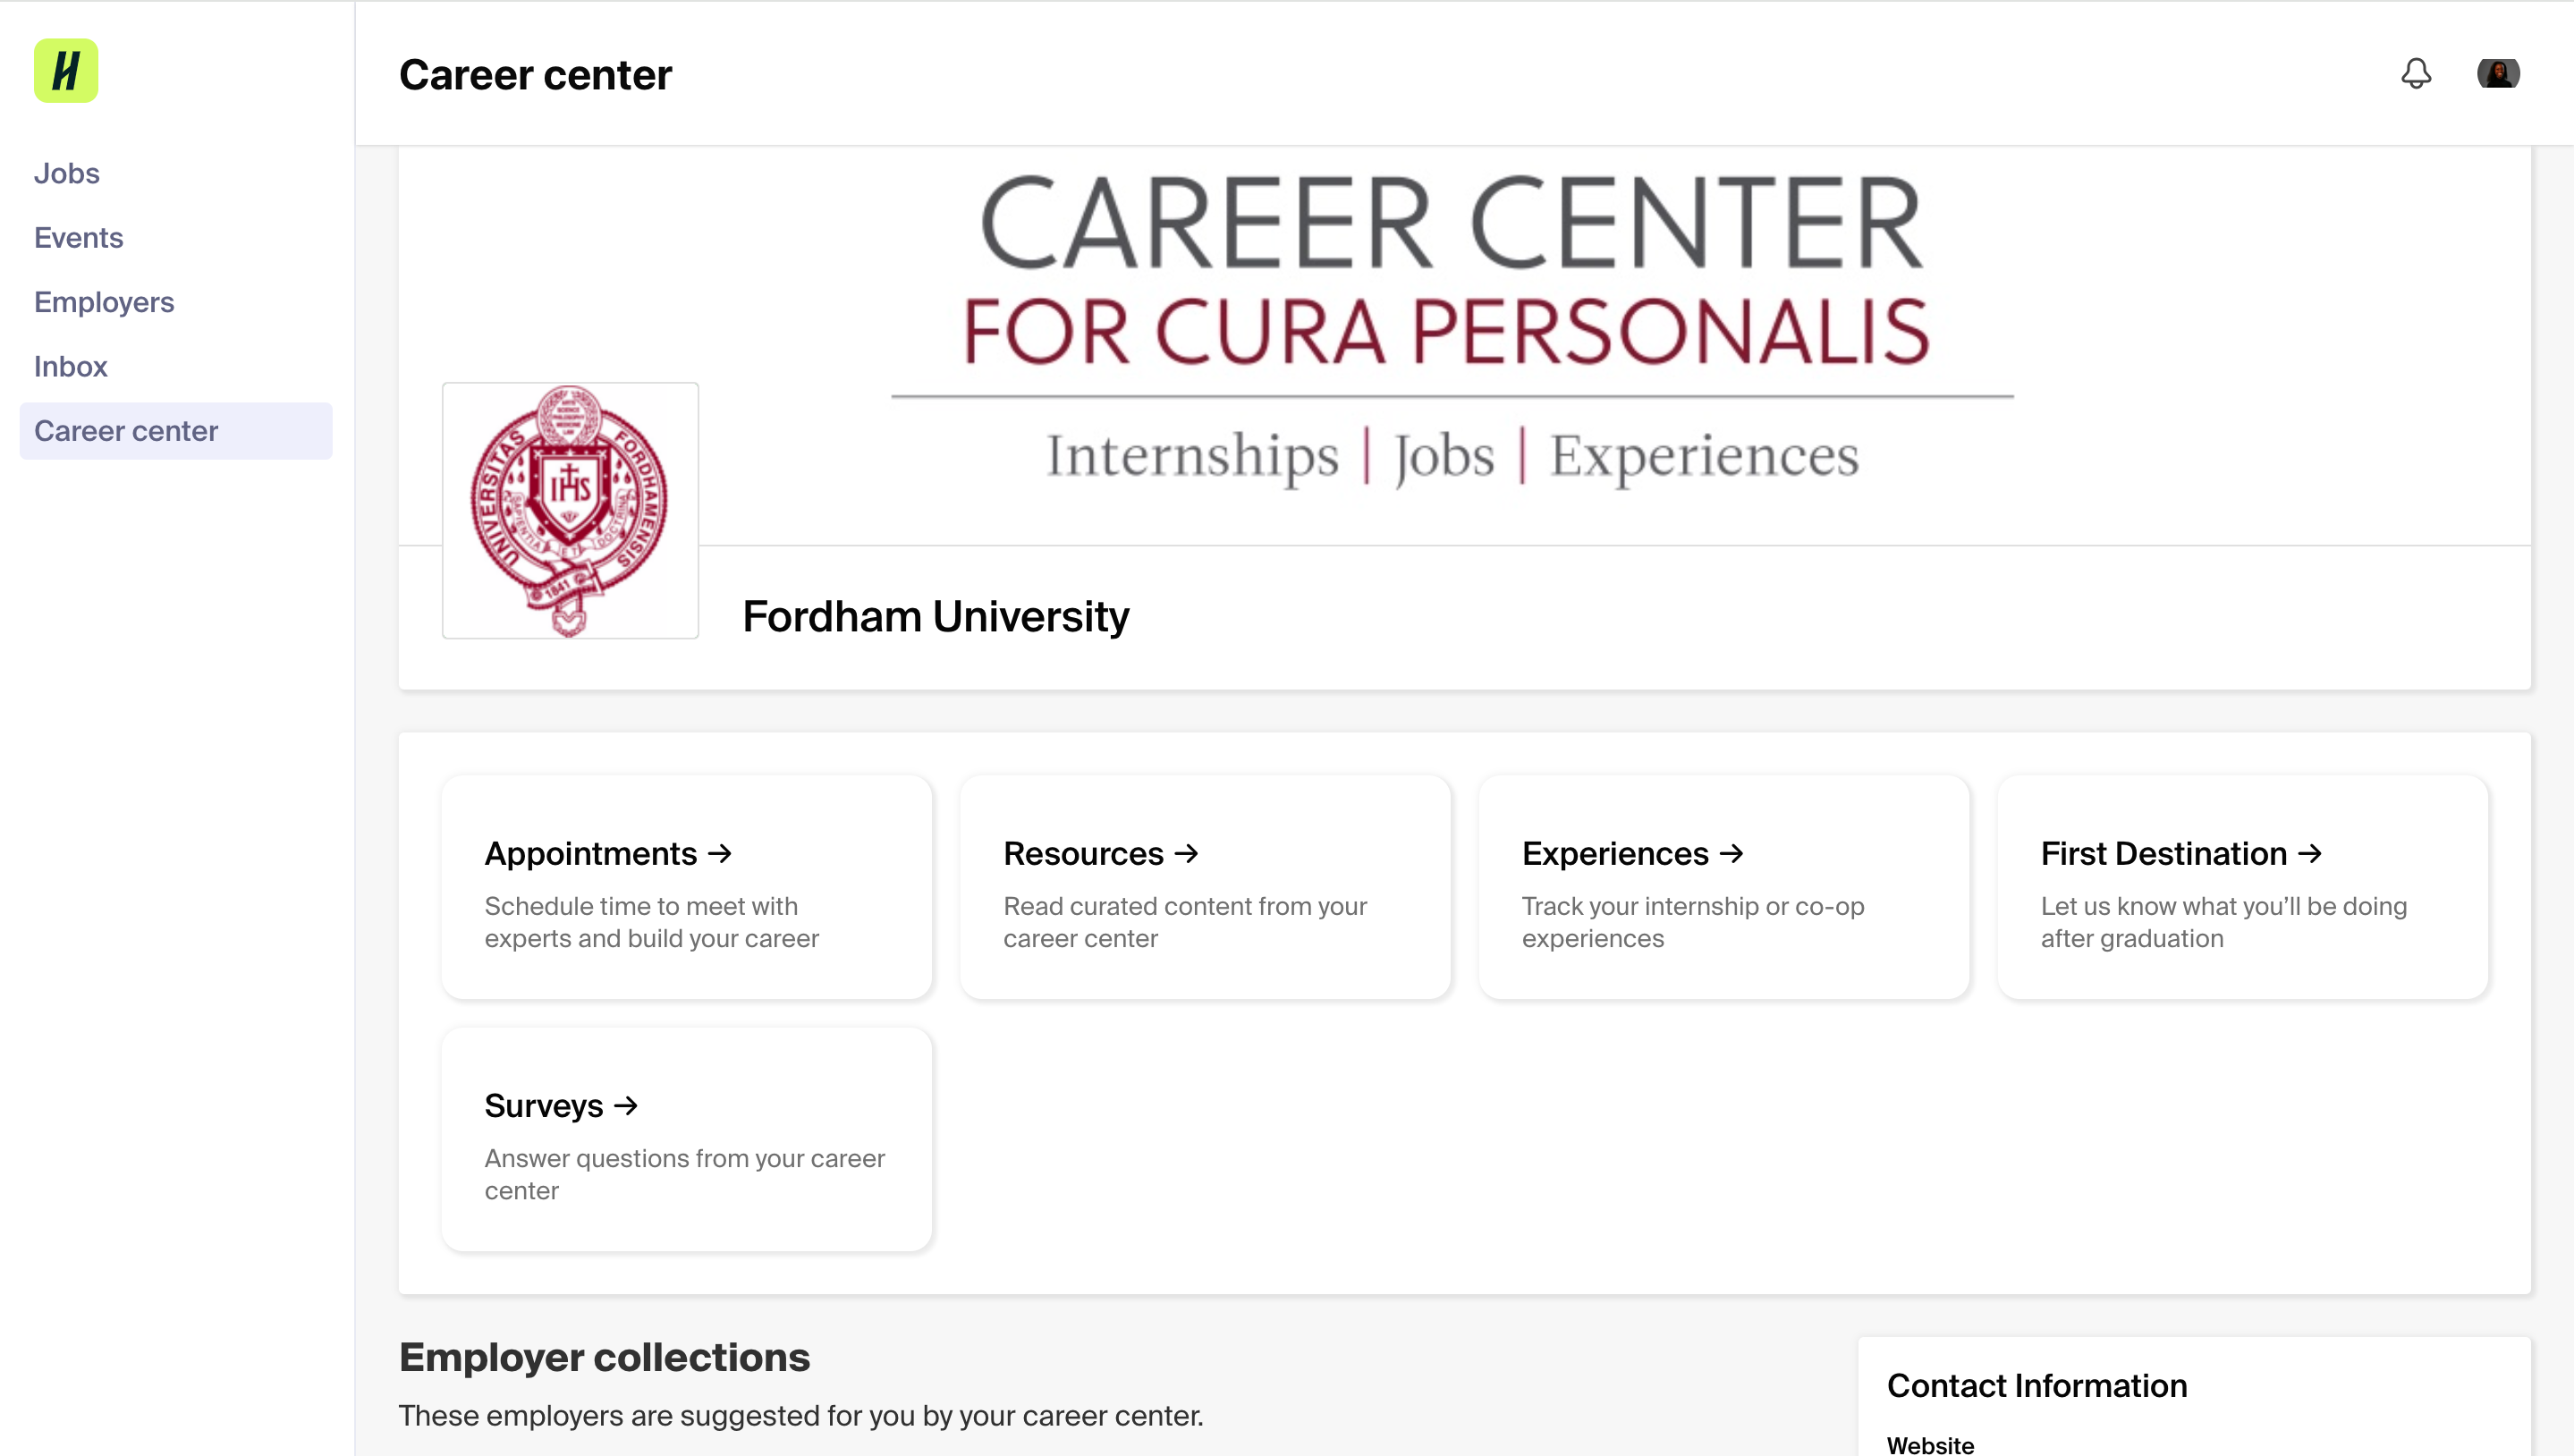 H
Career center
Jobs
Events
Employers
Inbox
Career center
CAREER CENTER
FOR CURA PERSONALIS
Internships | Jobs | Experiences
UNIVERSITAS FORDHAMENSIS
IHS
SAPIENTIA ET DOCTRINA
1841
Fordham University
Appointments →
Schedule time to meet with
experts and build your career
Resources →
Read curated content from your
career center
Experiences →
Track your internship or co-op
experiences
First Destination →
Let us know what you’ll be doing
after graduation
Surveys →
Answer questions from your career
center
Employer collections
These employers are suggested for you by your career center.
Contact Information
Website